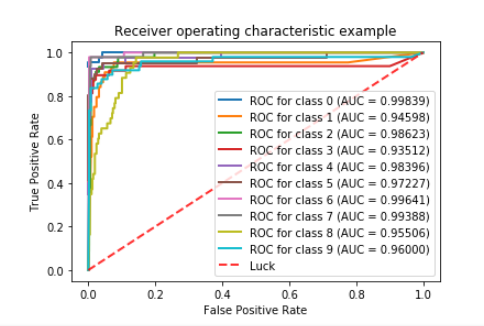 Receiver operating characteristic example
True Positive Rate
1.0
0.8
0.6
0.4
0.2
0.0
ROC for class 0 (AUC = 0.99839)
ROC for class 1 (AUC = 0.94598)
ROC for class 2 (AUC = 0.98623)
ROC for class 3 (AUC = 0.93512)
ROC for class 4 (AUC = 0.98396)
ROC for class 5 (AUC = 0.97227)
ROC for class 6 (AUC = 0.99641)
ROC for class 7 (AUC = 0.99388)
ROC for class 8 (AUC = 0.95506)
ROC for class 9 (AUC = 0.96000)
Luck
0.0 0.2 0.4 0.6 0.8 1.0
False Positive Rate